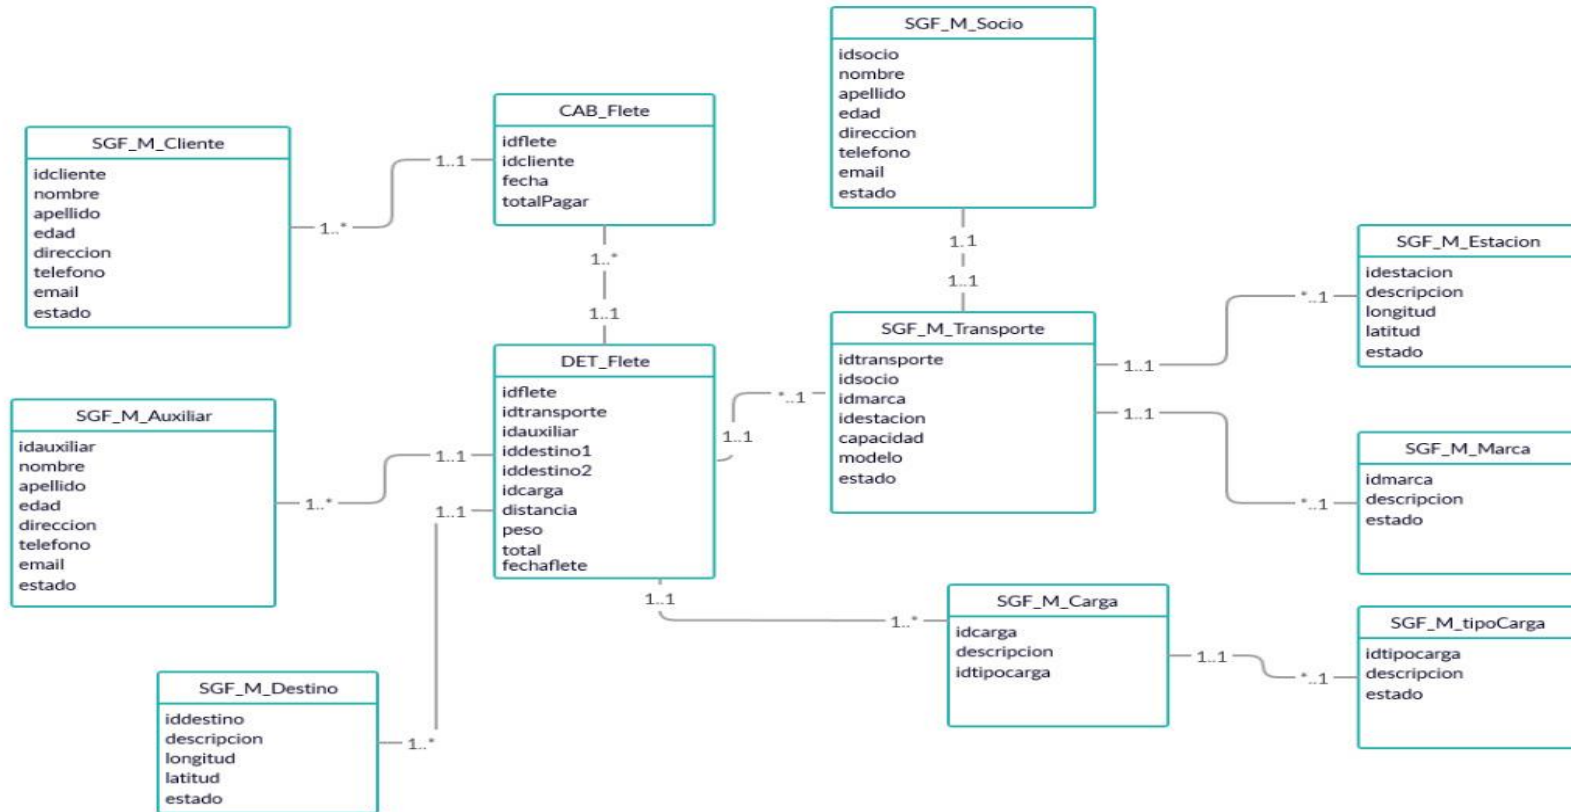 SGF_M_Socio
idsocio
nombre
apellido
edad
direccion
telefono
email
estado
CAB_Flete
idflete
idcliente
fecha
totalPagar
SGF_M_Cliente
idcliente
nombre
apellido
edad
direccion
telefono
email
estado
1..1
1..*
1..*
1..1
1.1
1..1
SGF_M_Estacion
idestacion
descripcion
longitud
latitud
estado
SGF_M_Transporte
idtransporte
idsocio
idmarca
idestacion
capacidad
modelo
estado
*..1
1..1
1..1
*..1
DET_Flete
idflete
idtransporte
idauxiliar
iddestino1
iddestino2
idcarga
distancia
peso
total
fechaflete
*..1
1..1
SGF_M_Auxiliar
idauxiliar
nombre
apellido
edad
direccion
telefono
email
estado
1..1
1..*
1..1
SGF_M_Marca
idmarca
descripcion
estado
1..1
1..*
SGF_M_Carga
idcarga
descripcion
idtipocarga
1..1
*..1
SGF_M_tipoCarga
idtipocarga
descripcion
estado
SGF_M_Destino
iddestino
descripcion
longitud
latitud
estado
1..*